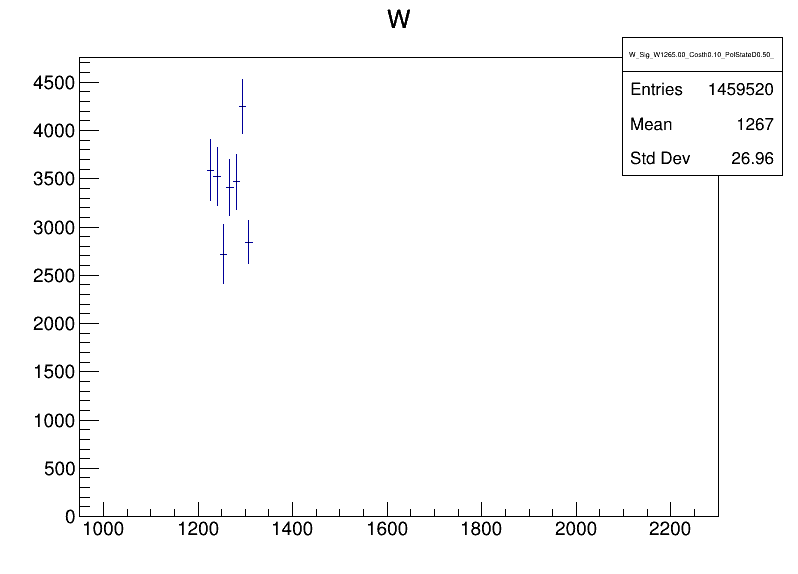 W
W_Sig_W1265.00_Costh0.10_PolStateD0.50_
Entries 1459520
Mean 1267
Std Dev 26.96
4500
4000
3500
3000
2500
2000
1500
1000
500
0
1000 1200 1400 1600 1800 2000 2200